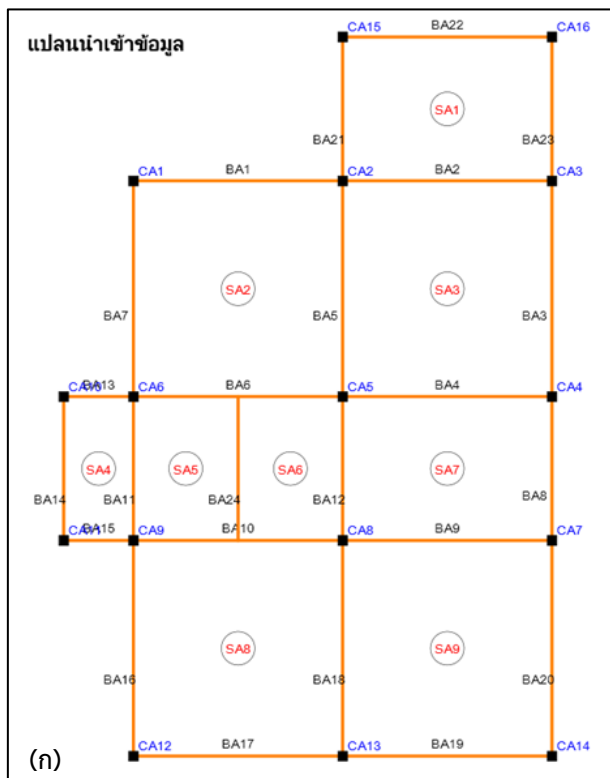 แปลนนำเข้าข้อมูล
CA15 BA22 CA16
SA1
BA21 BA23
CA1 BA1 CA2 BA2 CA3
SA2 SA3
BA7 BA5 BA3
BA13 CA6 BA6 CA5 BA4 CA4
SA4 SA5 SA6 SA7
BA14 BA11 BA24 BA12 BA8
BA15 CA9 BA10 CA8 BA9 CA7
SA8 SA9
BA16 BA18 BA20
(ก) CA12 BA17 CA13 BA19 CA14